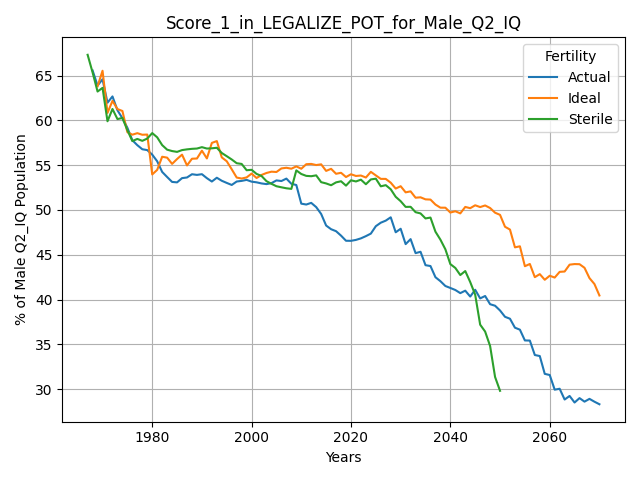 Score_1_in_LEGALIZE_POT_for_Male_Q2_IQ
Fertility
Actual
Ideal
Sterile
% of Male Q2_IQ Population
65
60
55
50
45
40
35
30
1980
2000
2020
2040
2060
Years